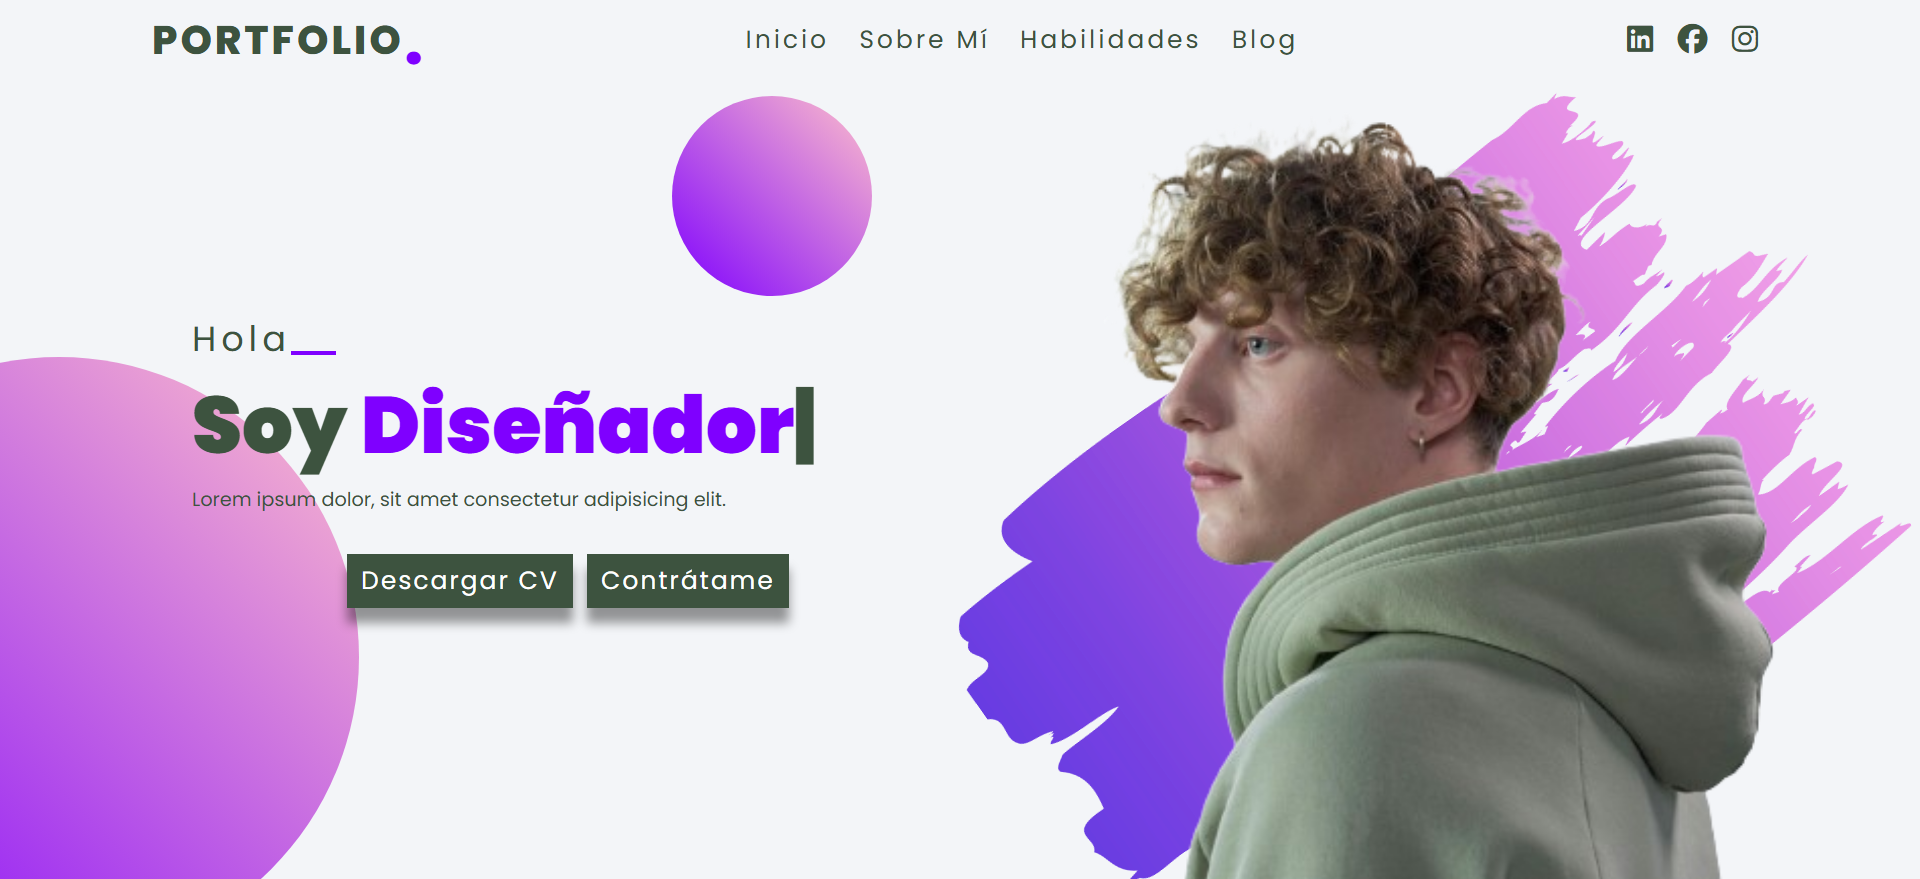 PORTFOLIO.
Inicio Sobre Mí Habilidades Blog
Hola__
Soy Diseñador|
Lorem ipsum dolor, sit amet consectetur adipisicing elit.
Descargar CV Contrátame